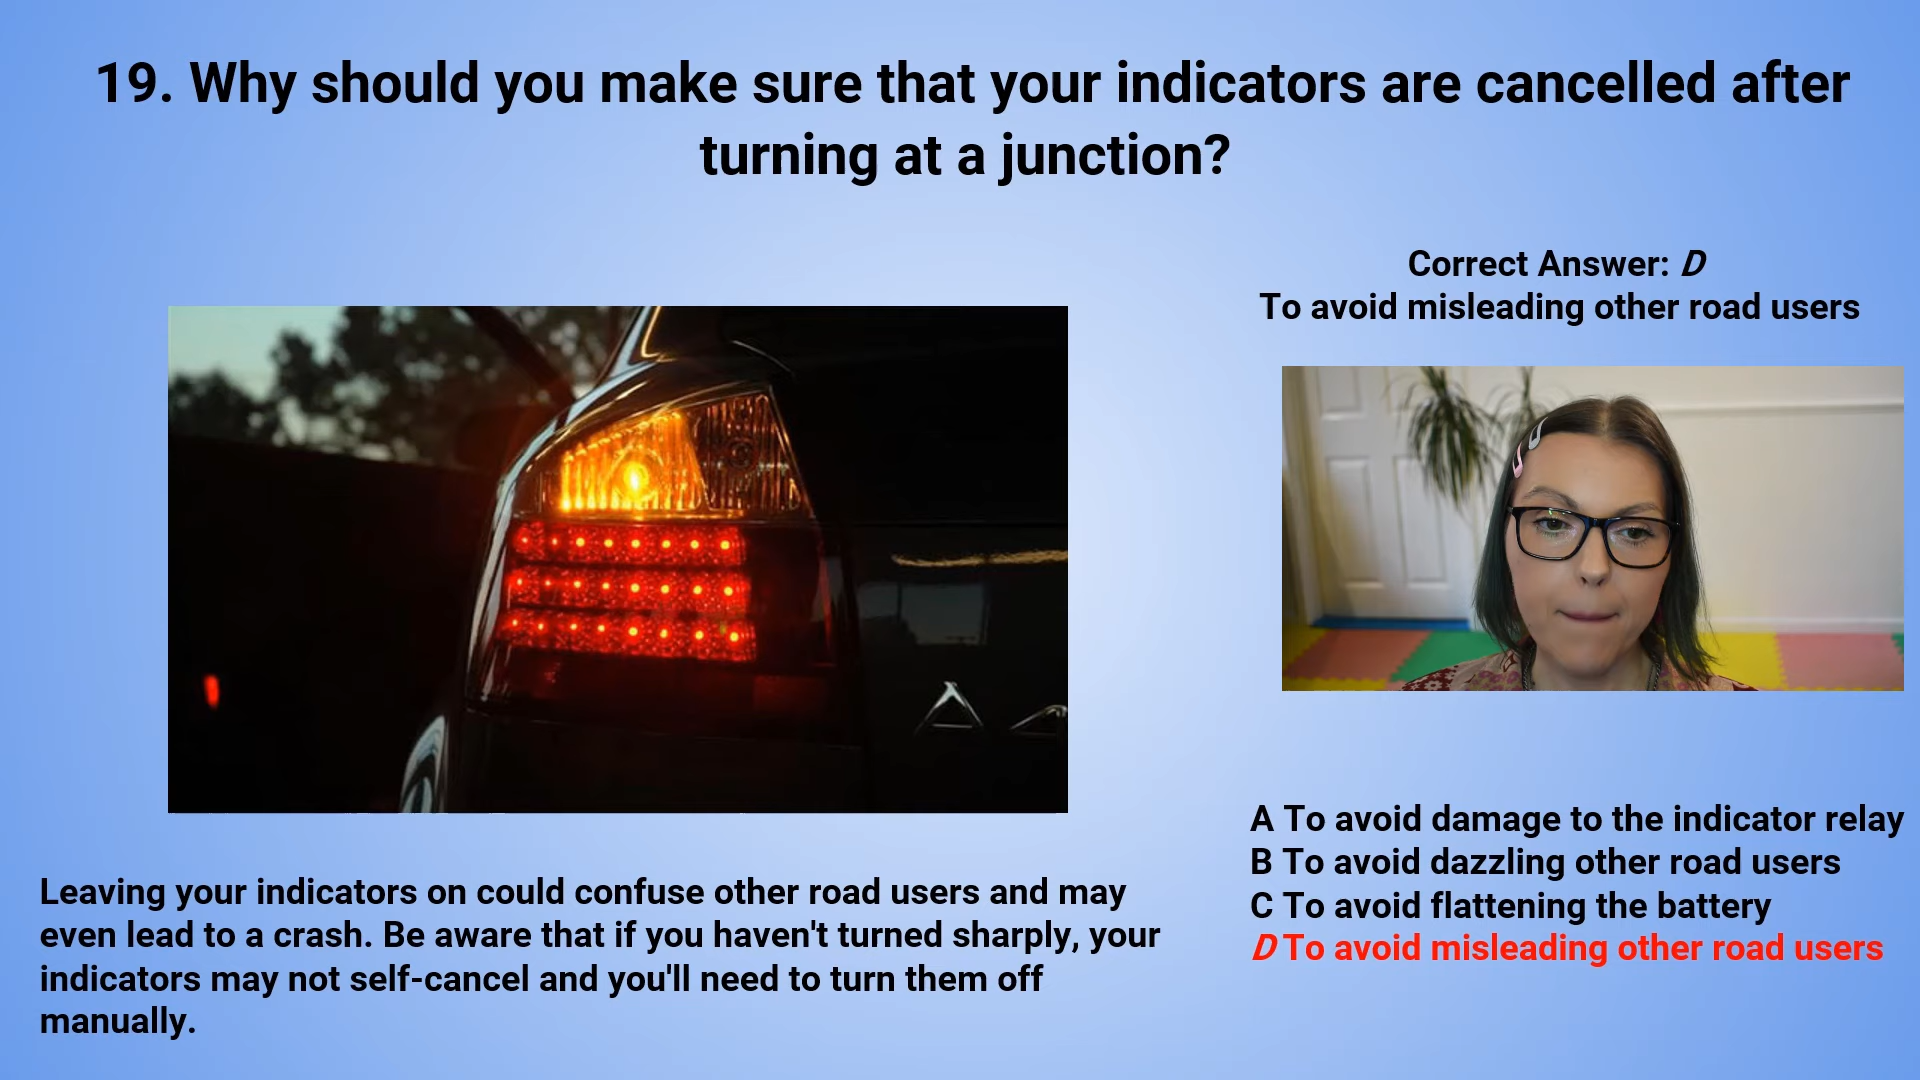 19. Why should you make sure that your indicators are cancelled after
turning at a junction?
Correct Answer: D
To avoid misleading other road users
A To avoid damage to the indicator relay
B To avoid dazzling other road users
C To avoid flattening the battery
D To avoid misleading other road users
Leaving your indicators on could confuse other road users and may
even lead to a crash. Be aware that if you haven't turned sharply, your
indicators may not self-cancel and you'll need to turn them off
manually.